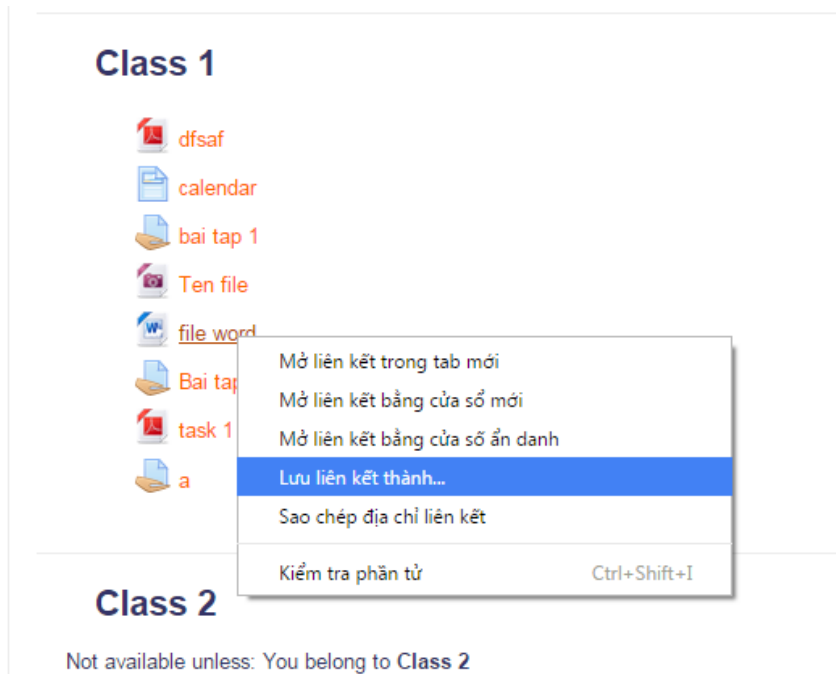 Class 1
dfsaf
calendar
bai tap 1
Ten file
file word
Mở liên kết trong tab mới
Bai tap
Mở liên kết bằng cửa sổ mới
task 1
Mở liên kết bằng cửa số ẩn danh
a
Lưu liên kết thành...
Sao chép địa chỉ liên kết
Kiểm tra phần tử Ctrl+Shift+I
Class 2
Not available unless: You belong to Class 2